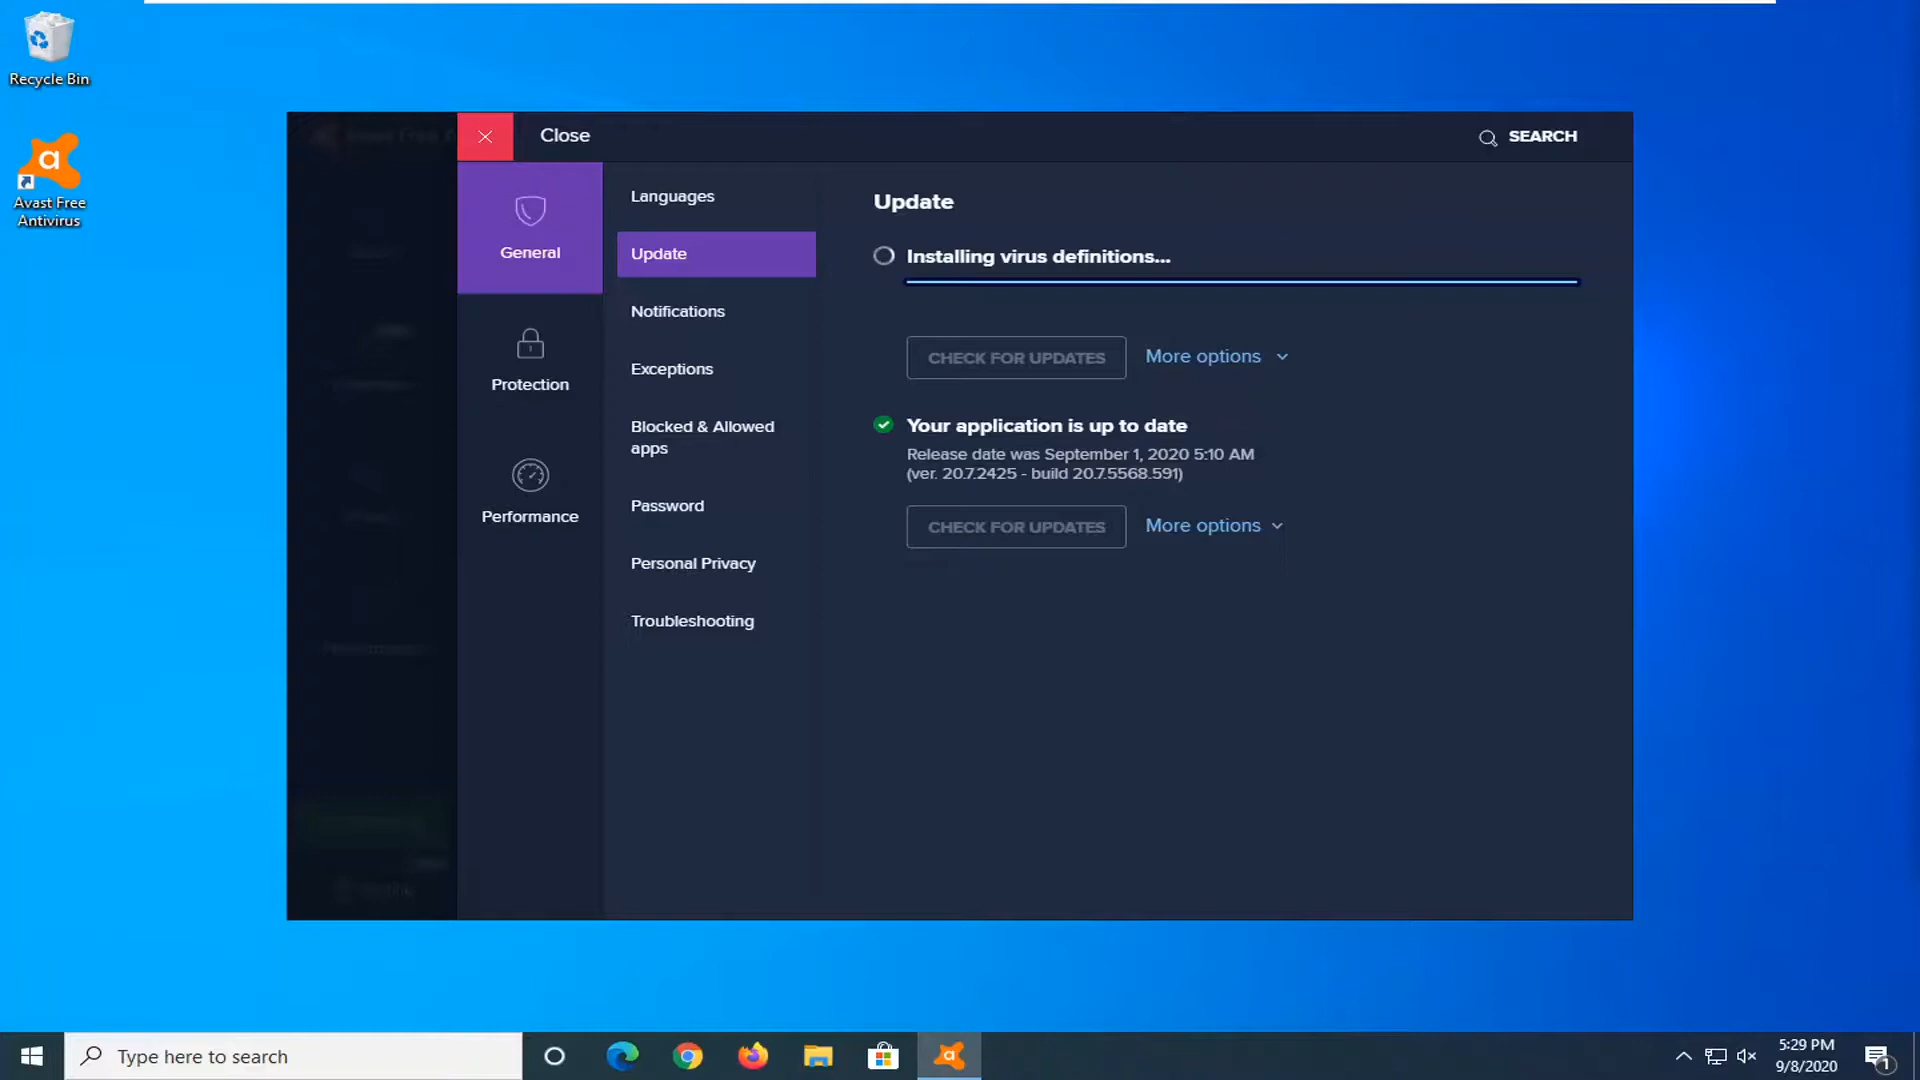 Recycle Bin
Avast Free
Antivirus
Close
SEARCH
General
Protection
Performance
Languages
Update
Notifications
Exceptions
Blocked & Allowed
apps
Password
Personal Privacy
Troubleshooting
Update
Installing virus definitions...
CHECK FOR UPDATES
More options
Your application is up to date
Release date was September 1, 2020 5:10 AM
(ver. 20.7.2425 - build 20.7.5568.591)
CHECK FOR UPDATES
More options
Type here to search
5:29 PM
9/8/2020
1